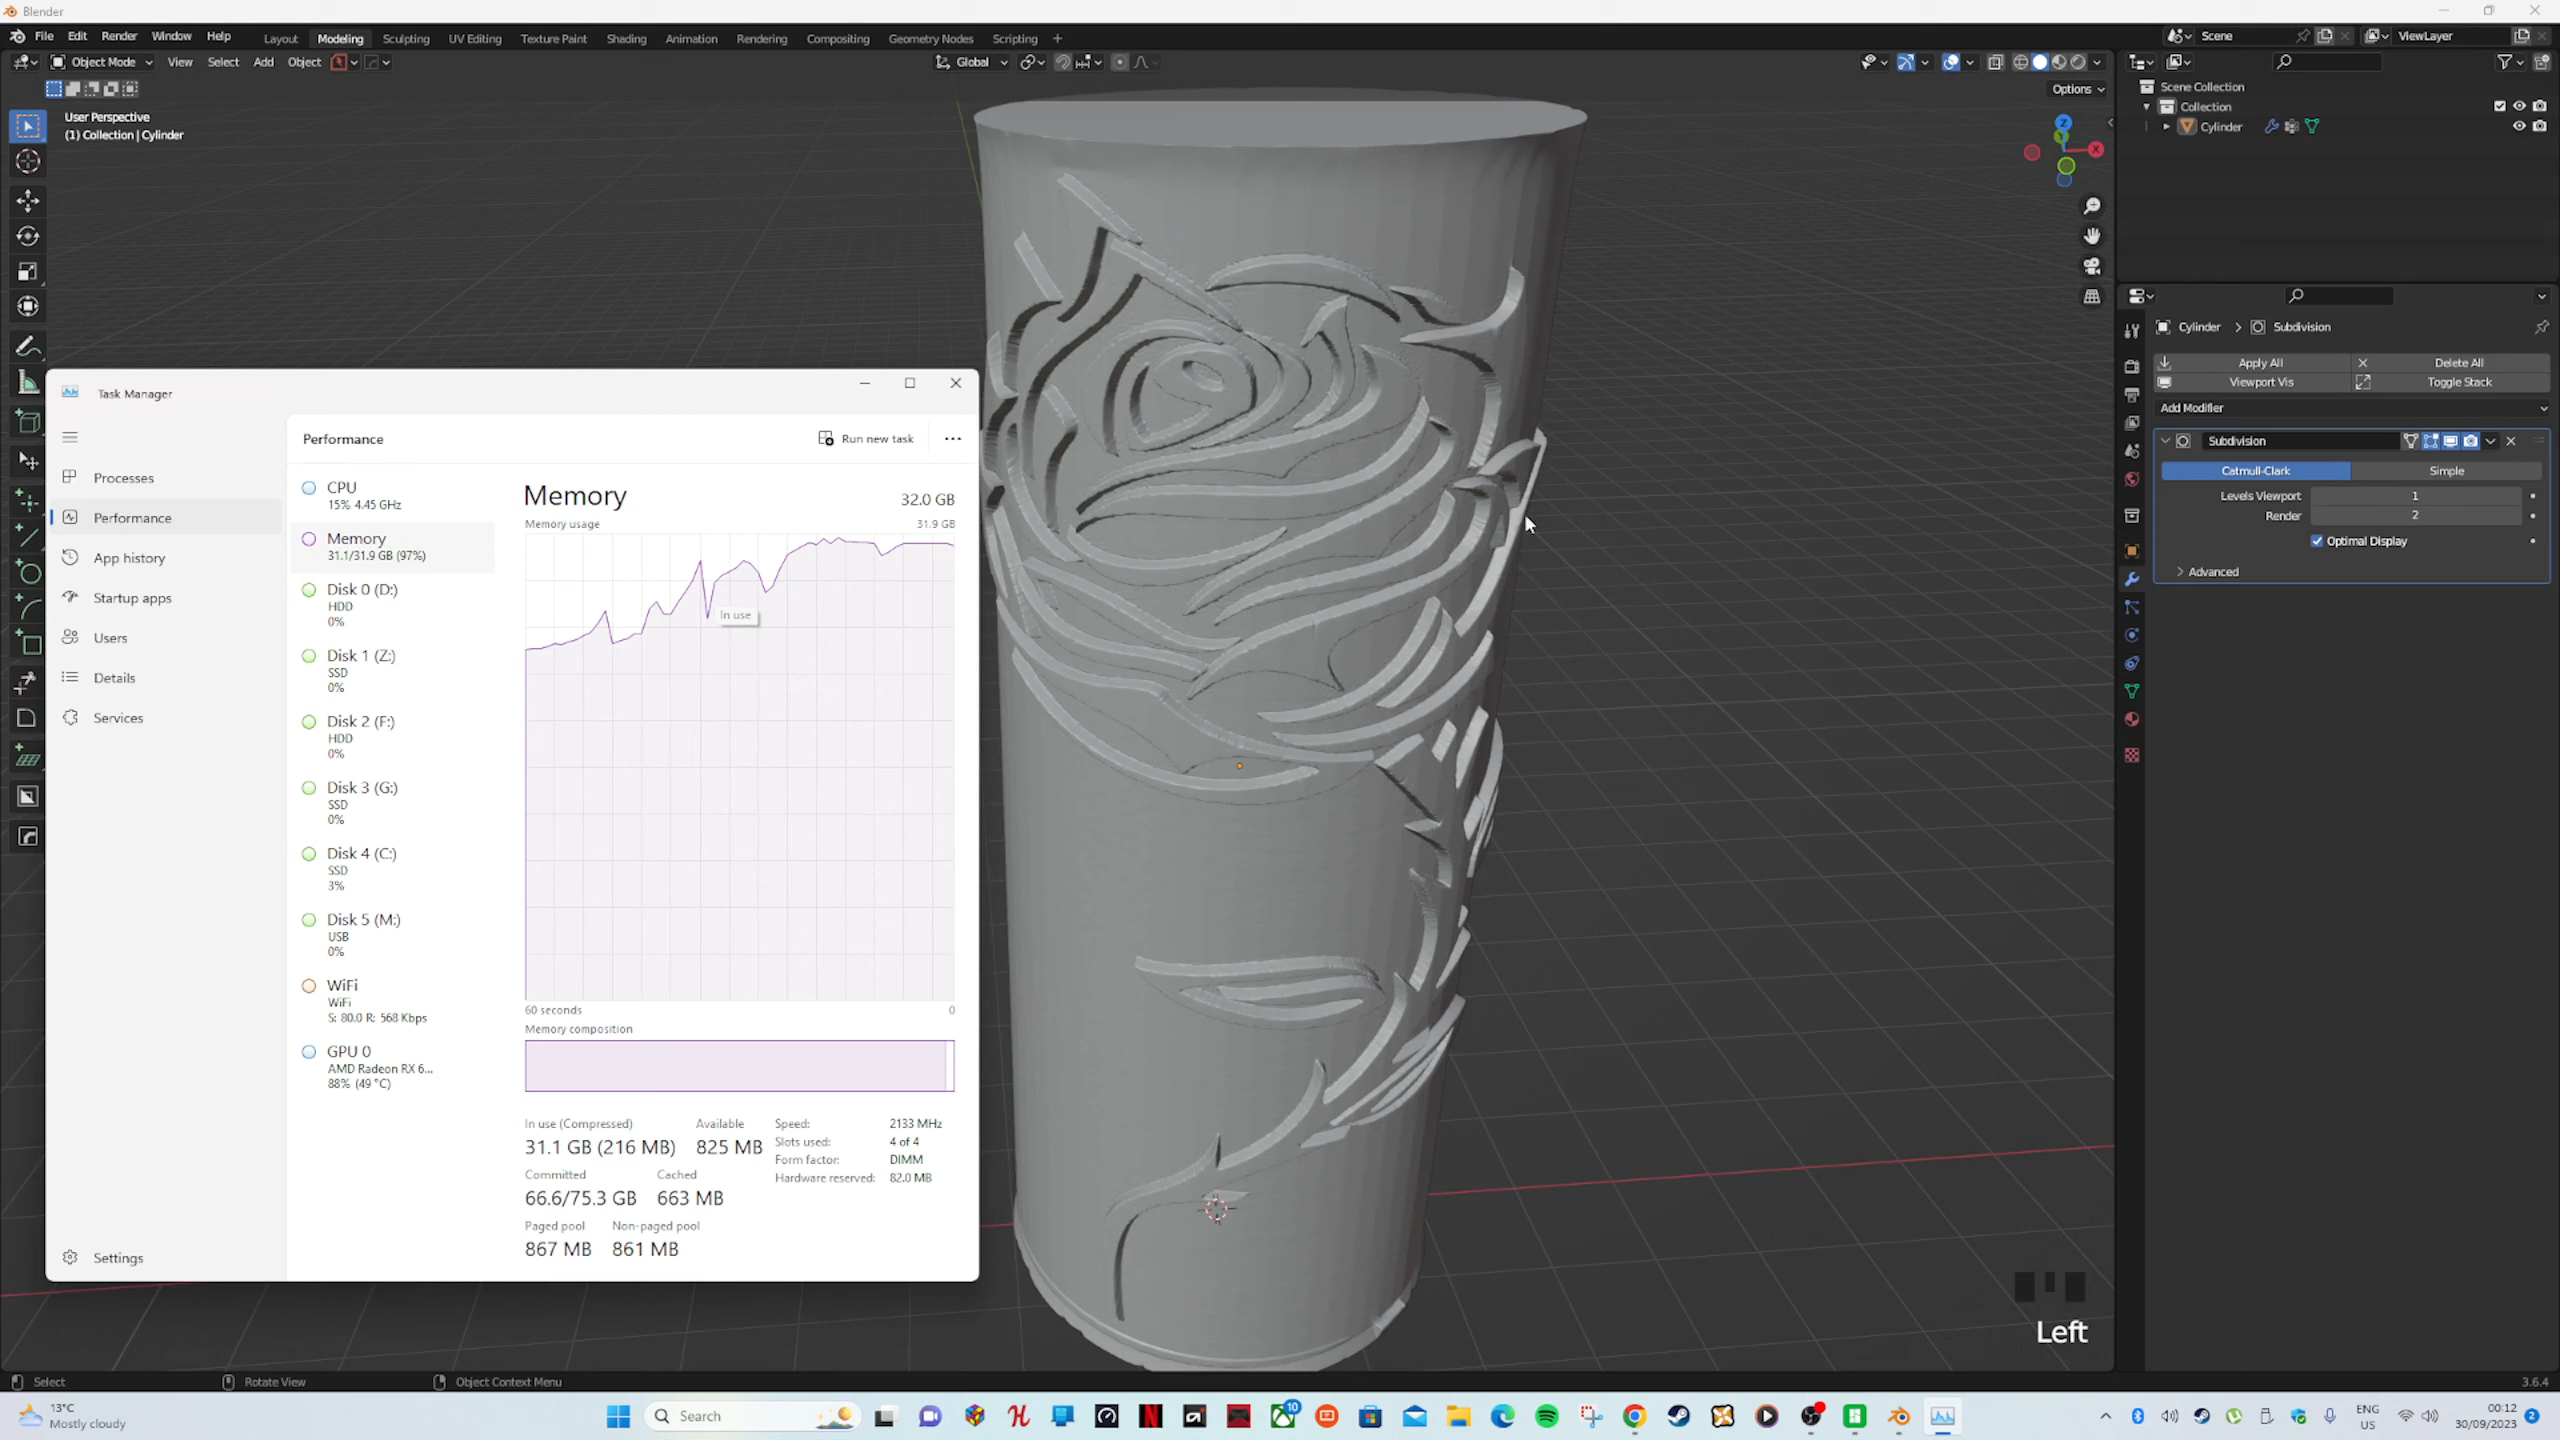 Blender
File Edit Render Window Help
Layout Modeling Sculpting UV Editing Texture Paint Shading Animation Rendering Compositing Geometry Nodes Scripting +
Scene
ViewLayer
Object Mode View Select Add Object
Global
Options
User Perspective
(1) Collection | Cylinder
Z
X
Scene Collection
Collection
Cylinder
Cylinder > Subdivision
Apply All
Delete All
Viewport Vis
Toggle Stack
Add Modifier
Subdivision
Catmull-Clark
Simple
Levels Viewport 1
Render 2
Optimal Display
Advanced
Task Manager
Performance
Run new task
Processes
Performance
App history
Startup apps
Users
Details
Services
Settings
CPU
15% 4.45 GHz
Memory
31.1/31.9 GB (97%)
Disk 0 (D:)
HDD
0%
Disk 1 (Z:)
SSD
0%
Disk 2 (F:)
HDD
0%
Disk 3 (G:)
SSD
0%
Disk 4 (C:)
SSD
3%
Disk 5 (M:)
USB
0%
WiFi
WiFi
S: 80.0 R: 568 Kbps
GPU 0
AMD Radeon RX 6...
88% (49 °C)
Memory 32.0 GB
Memory usage 31.9 GB
In use
60 seconds 0
Memory composition
In use (Compressed) Available
31.1 GB (216 MB) 825 MB
Committed Cached
66.6/75.3 GB 663 MB
Paged pool Non-paged pool
867 MB 861 MB
Speed: 2133 MHz
Slots used: 4 of 4
Form factor: DIMM
Hardware reserved: 82.0 MB
Left
Select Rotate View Object Context Menu
3.6.4
13°C
Mostly cloudy
Search
10
ENG
US
00:12
30/09/2023
2